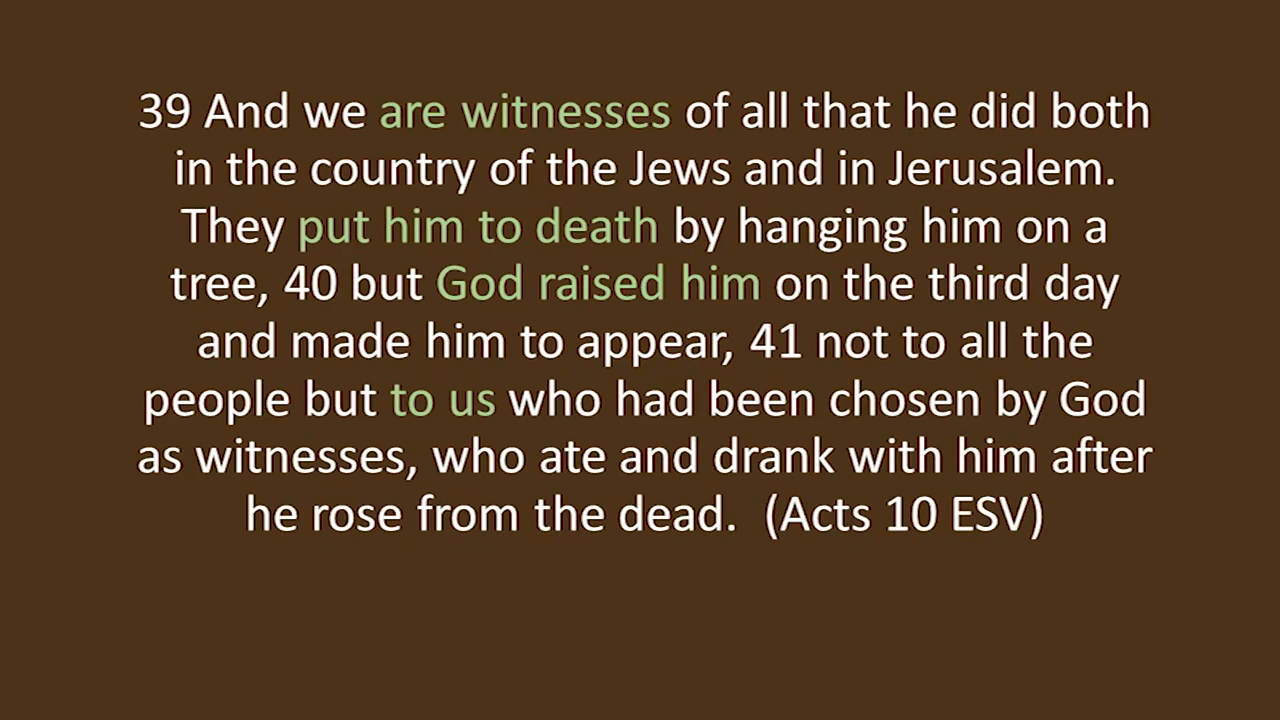 39 And we are witnesses of all that he did both
in the country of the Jews and in Jerusalem.
They put him to death by hanging him on a
tree, 40 but God raised him on the third day
and made him to appear, 41 not to all the
people but to us who had been chosen by God
as witnesses, who ate and drank with him after
he rose from the dead.  (Acts 10 ESV)